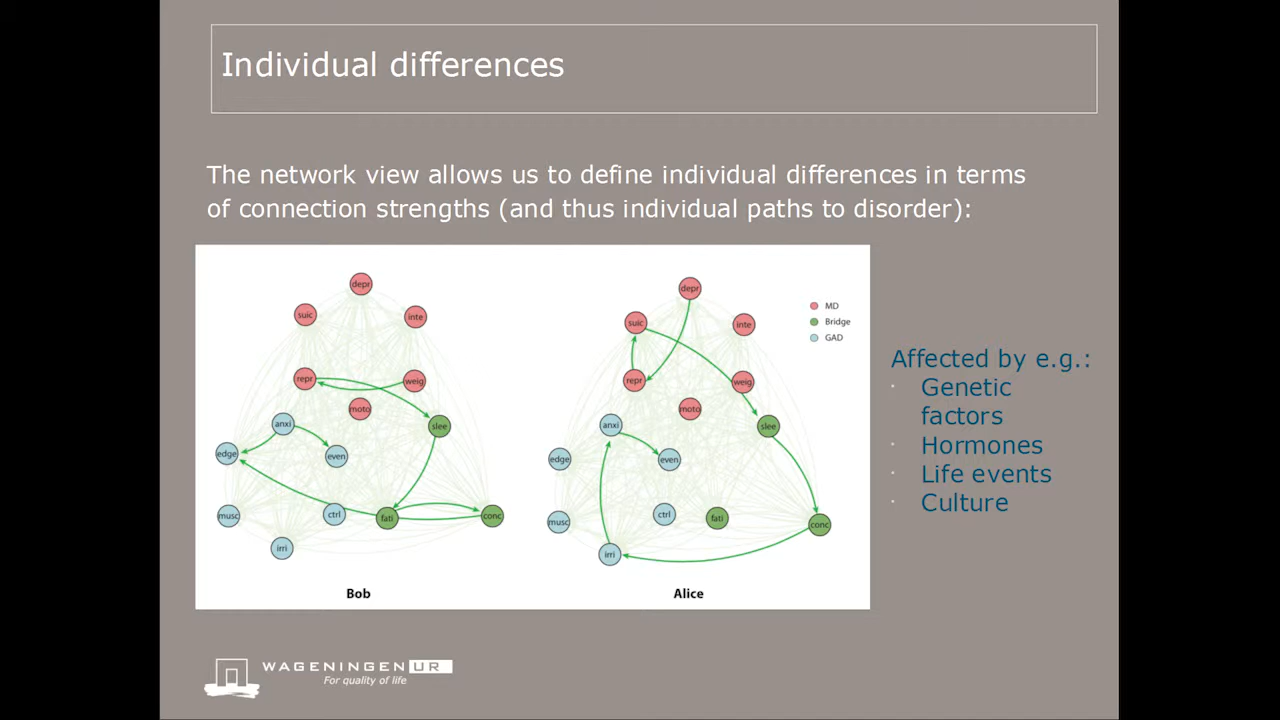 Individual differences
The network view allows us to define individual differences in terms
of connection strengths (and thus individual paths to disorder):
depr
suic
inte
repr
weig
moto
anxi
slee
edge
even
musc
ctrl
fati
conc
irri
Bob
depr
suic
inte
repr
weig
moto
anxi
slee
edge
even
musc
ctrl
fati
conc
irri
Alice
MD
Bridge
GAD
Affected by e.g.:
· Genetic
factors
· Hormones
· Life events
· Culture
WAGENINGEN UR
For quality of life